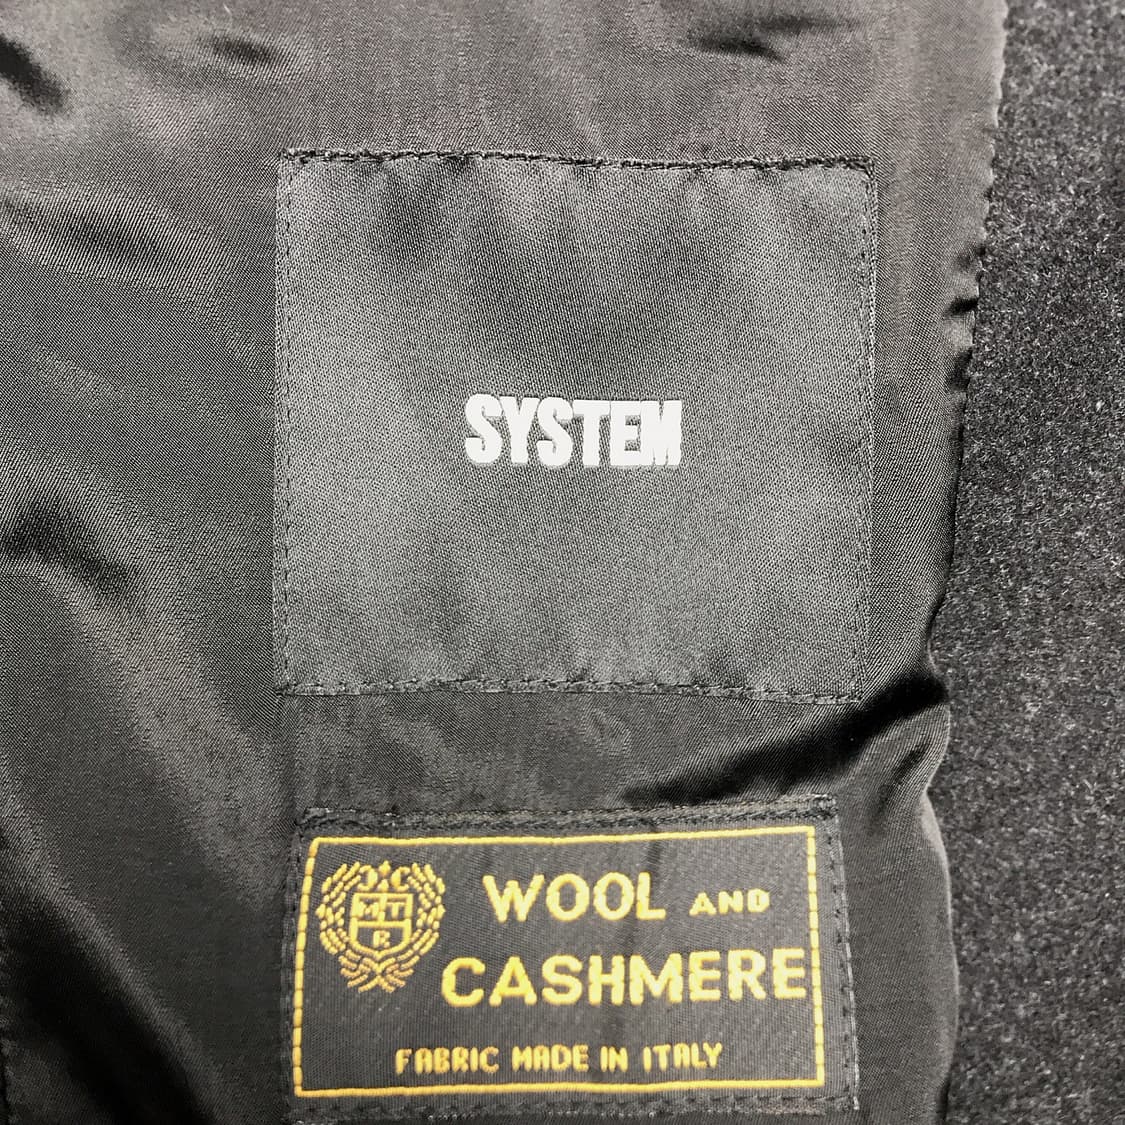 SYSTEM
WOOL AND
CASHMERE
FABRIC MADE IN ITALY